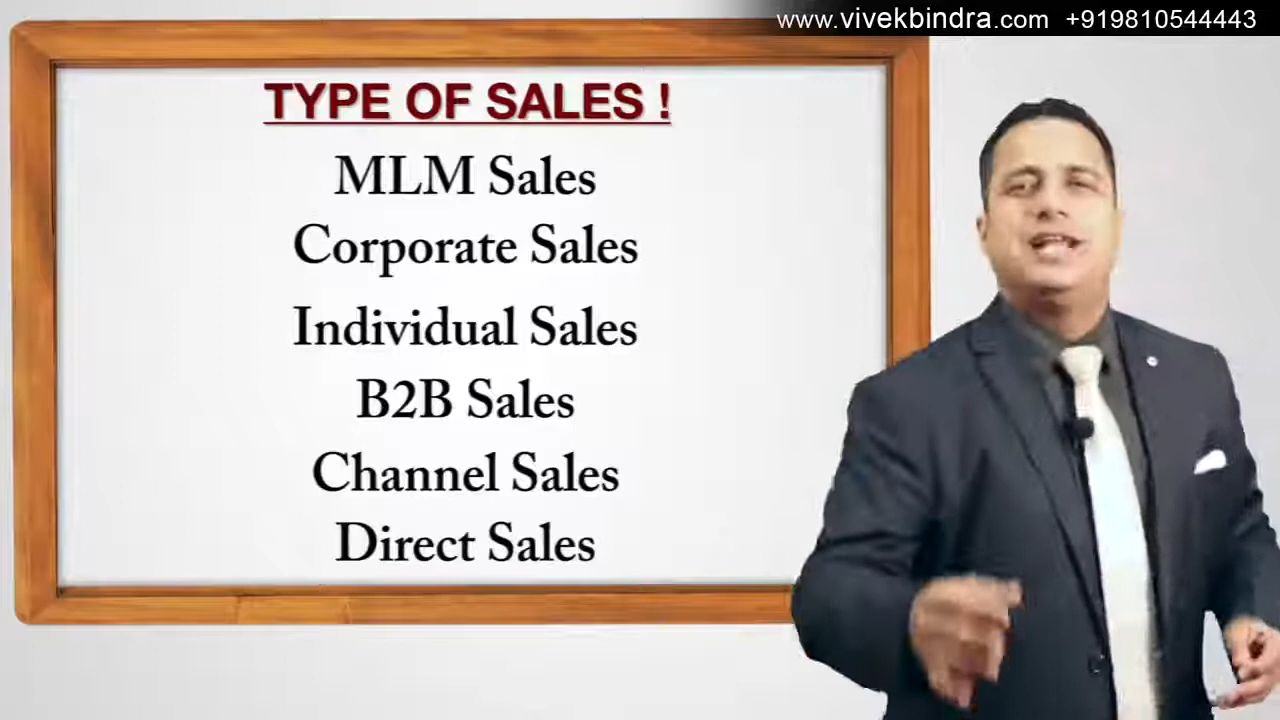 www.vivekbindra.com +919810544443
TYPE OF SALES !
MLM Sales
Corporate Sales
Individual Sales
B2B Sales
Channel Sales
Direct Sales